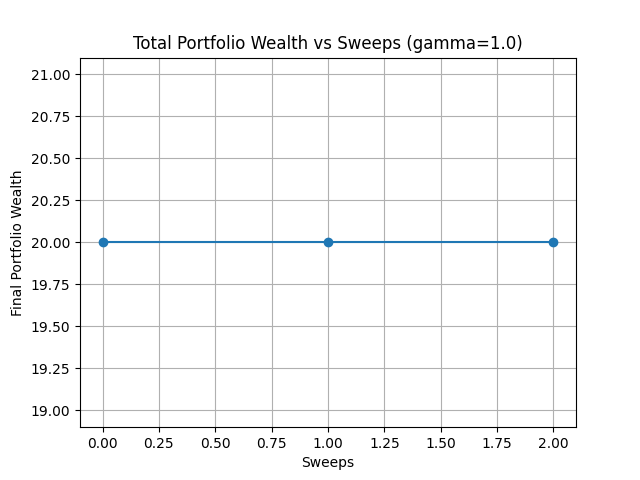 Total Portfolio Wealth vs Sweeps (gamma=1.0)
Final Portfolio Wealth
21.00
20.75
20.50
20.25
20.00
19.75
19.50
19.25
19.00
0.00 0.25 0.50 0.75 1.00 1.25 1.50 1.75 2.00
Sweeps